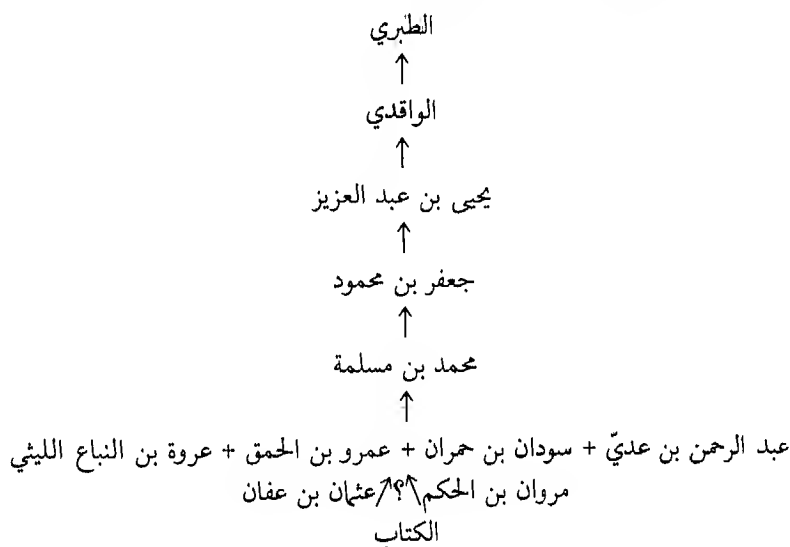 الطبري
↑
الواقدي
↑
يحيى بن عبد العزيز
↑
جعفر بن محمود
↑
محمد بن مسلمة
↑
عبد الرحمن بن عديّ + سودان بن حمران + عمرو بن الحمق + عروة بن النباع الليثي
مروان بن الحكم↖؟↗عثمان بن عفان
الكتاب